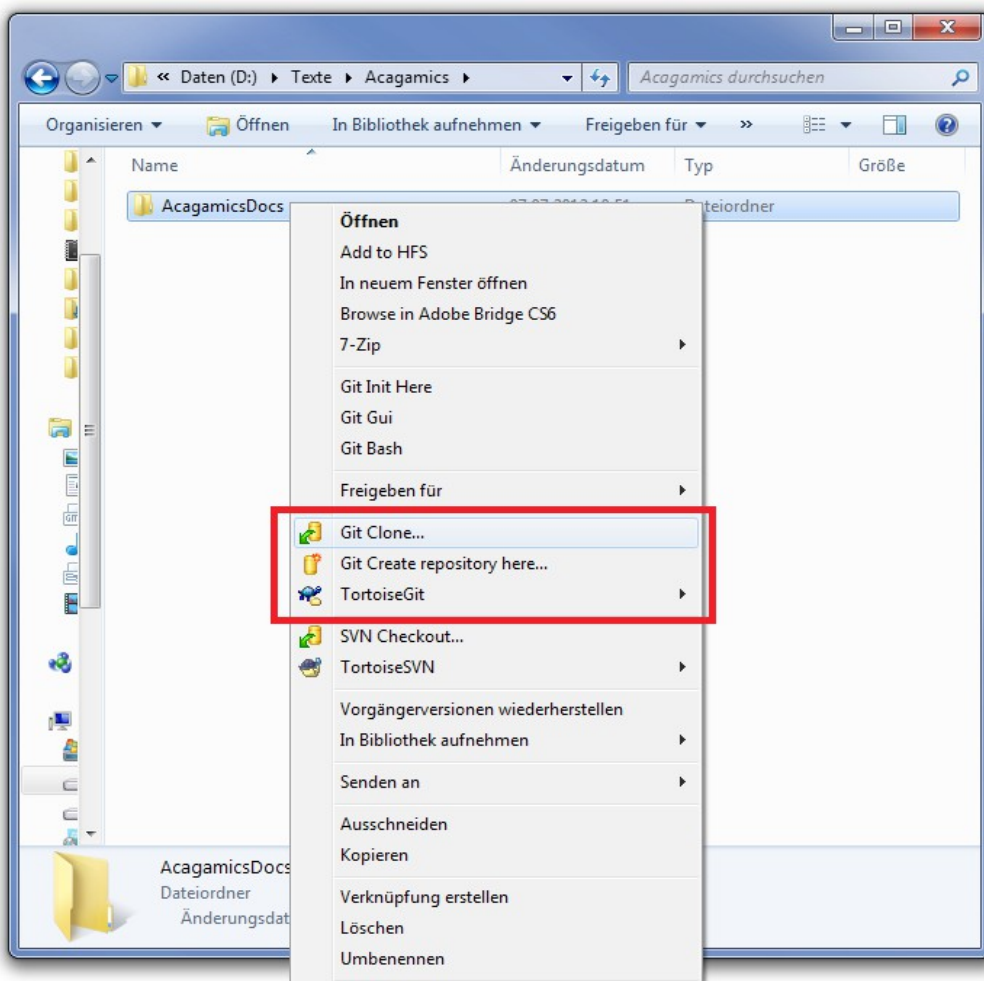 « Daten (D:) ▸ Texte ▸ Acagamics ▸
Acagamics durchsuchen
Organisieren Öffnen In Bibliothek aufnehmen Freigeben für »
Name Änderungsdatum Typ Größe
AcagamicsDocs
Öffnen
Add to HFS
In neuem Fenster öffnen
Browse in Adobe Bridge CS6
7-Zip
Git Init Here
Git Gui
Git Bash
Freigeben für
Git Clone...
Git Create repository here...
TortoiseGit
SVN Checkout...
TortoiseSVN
Vorgängerversionen wiederherstellen
In Bibliothek aufnehmen
Senden an
Ausschneiden
Kopieren
Verknüpfung erstellen
Löschen
Umbenennen
AcagamicsDocs
Dateiordner
Änderungsdat